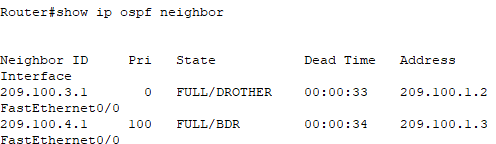 Router#show ip ospf neighbor
Neighbor ID     Pri   State           Dead Time   Address
Interface
209.100.3.1       0   FULL/DROTHER    00:00:33    209.100.1.2
FastEthernet0/0
209.100.4.1     100   FULL/BDR        00:00:34    209.100.1.3
FastEthernet0/0